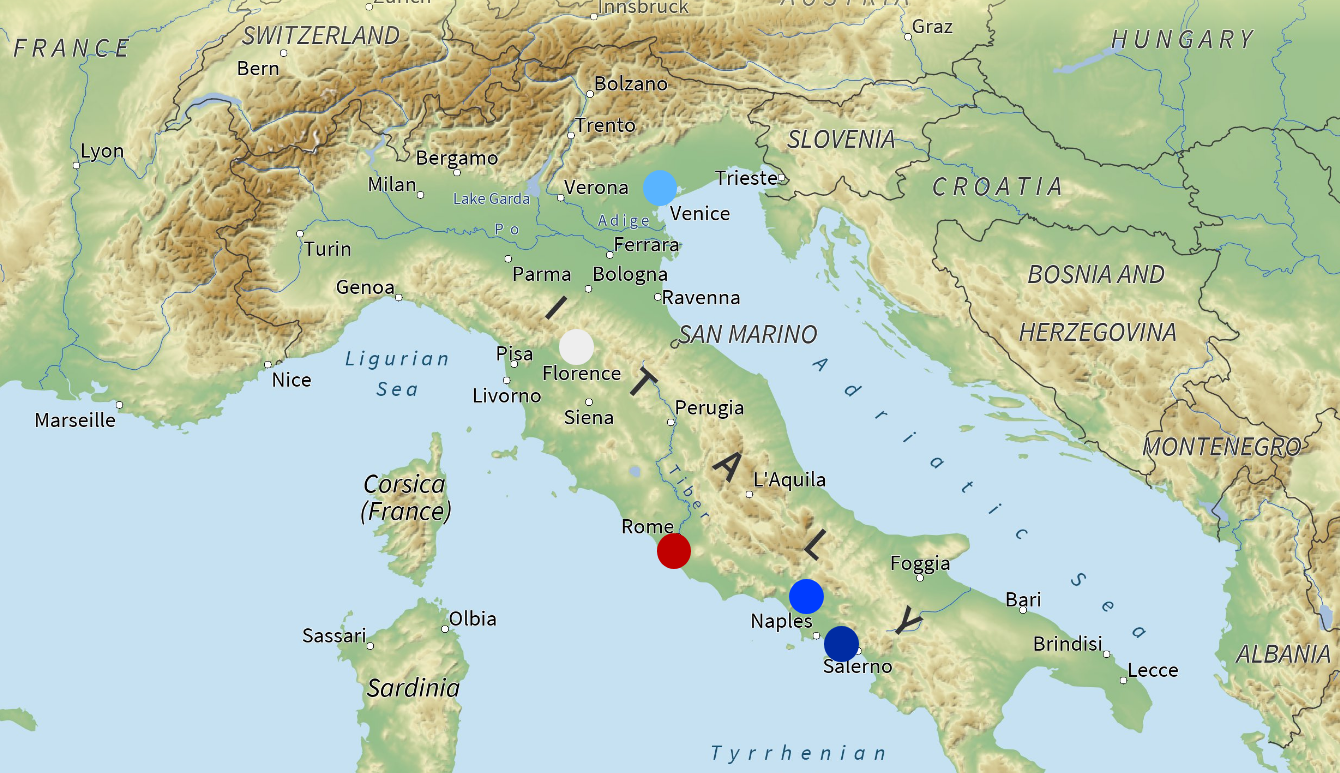 Zurich
Innsbruck
AUSTRIA
Graz
FRANCE
SWITZERLAND
HUNGARY
Bern
Bolzano
Trento
Lyon
SLOVENIA
Bergamo
Milan
Lake Garda
Verona
Trieste
CROATIA
Venice
Adige
Po
Turin
Ferrara
Parma
Bologna
BOSNIA AND
HERZEGOVINA
Genoa
Ravenna
SAN MARINO
Ligurian
Sea
Pisa
Florence
Nice
Livorno
Siena
Perugia
Marseille
ITALY
Adriatic Sea
MONTENEGRO
Corsica
(France)
Tiber
L'Aquila
Rome
Foggia
Bari
Naples
Olbia
Sassari
Brindisi
Salerno
Lecce
ALBANIA
Sardinia
Tyrrhenian